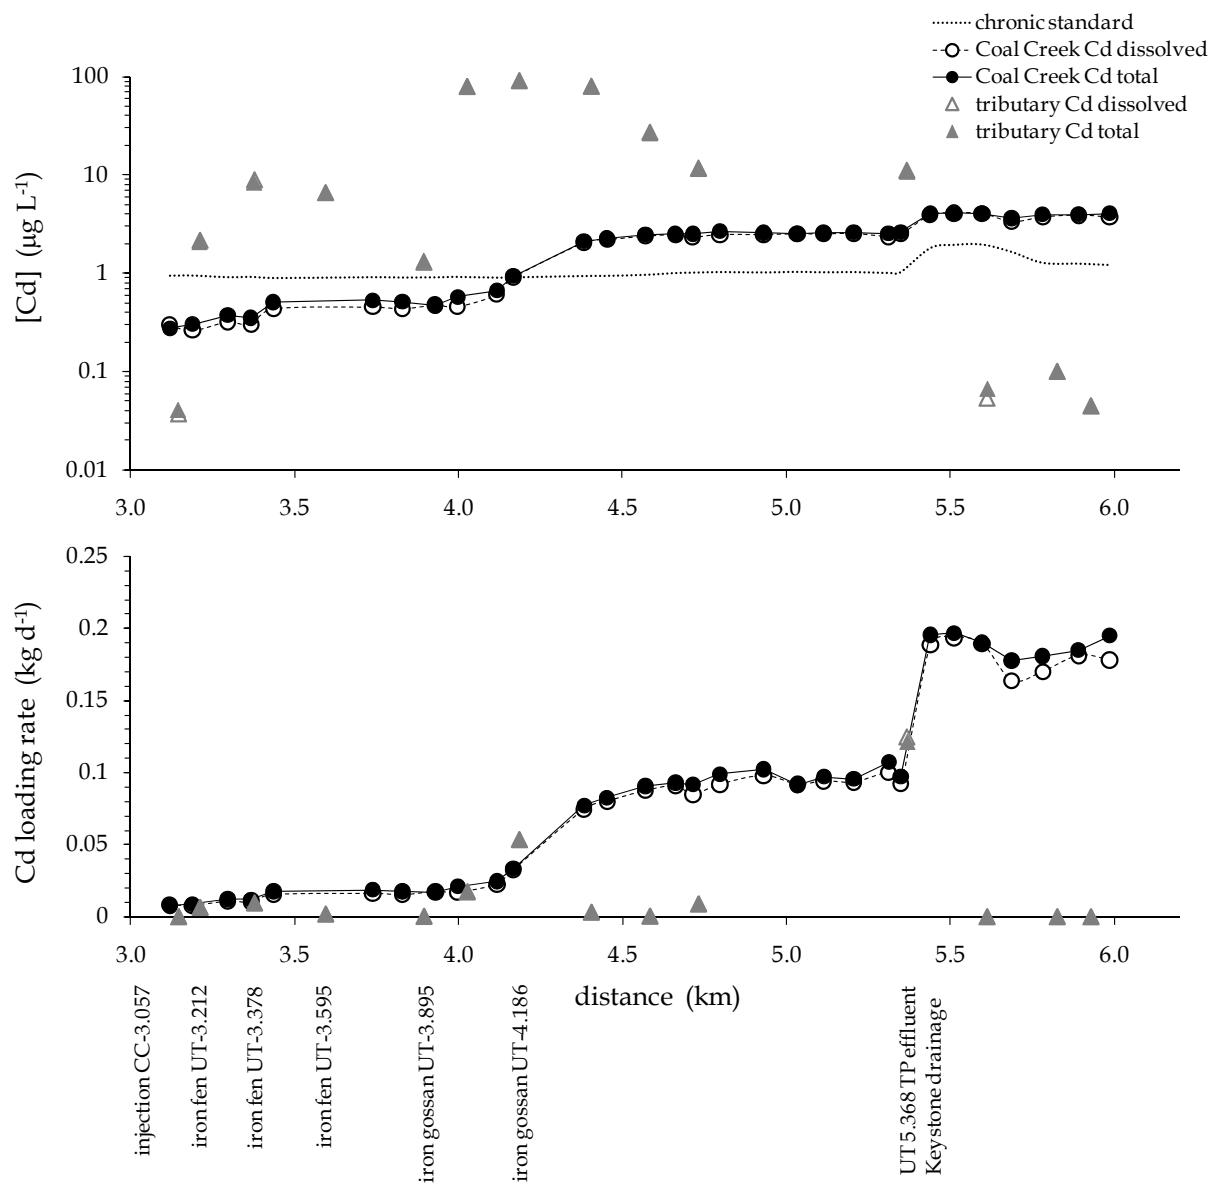 chronic standard
Coal Creek Cd dissolved
Coal Creek Cd total
tributary Cd dissolved
tributary Cd total
[Cd] (µg L-1)
100
10
1
0.1
0.01
3.0 3.5 4.0 4.5 5.0 5.5 6.0
Cd loading rate (kg d-1)
0.25
0.2
0.15
0.1
0.05
0
3.0 3.5 4.0 4.5 5.0 5.5 6.0
distance (km)
injection CC-3.057
iron fen UT-3.212
iron fen UT-3.378
iron fen UT-3.595
iron gossan UT-3.895
iron gossan UT-4.186
UT 5.368 TP effluent
Keystone drainage